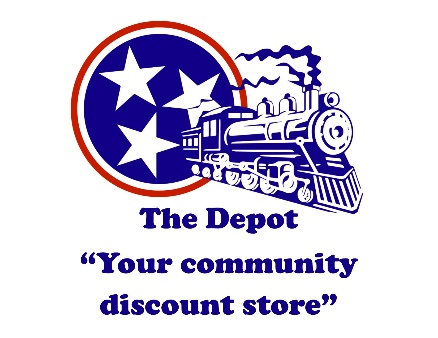 The Depot
“Your community
discount store”